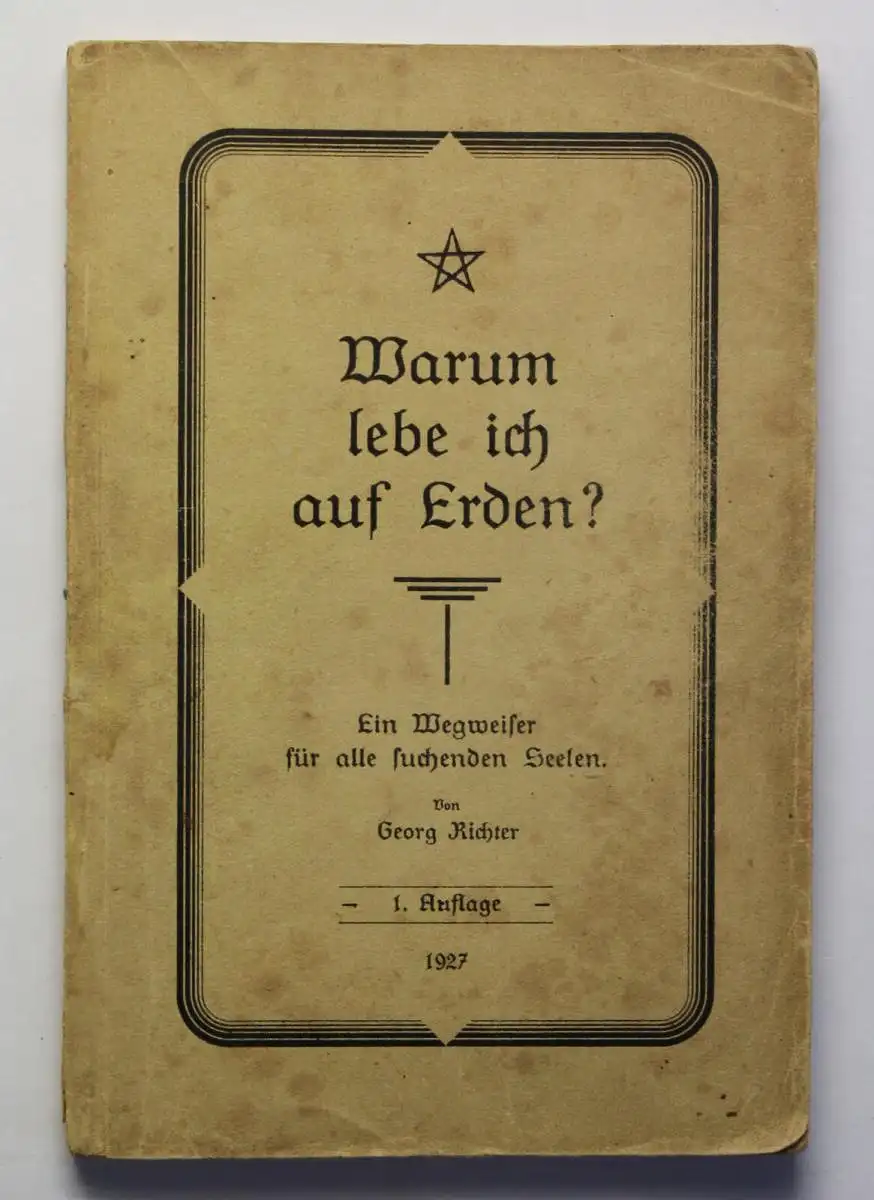 Warum
lebe ich
auf Erden?
Ein Wegweiſer
für alle ſuchenden Seelen.
Von
Georg Richter
– 1. Auflage –
1927